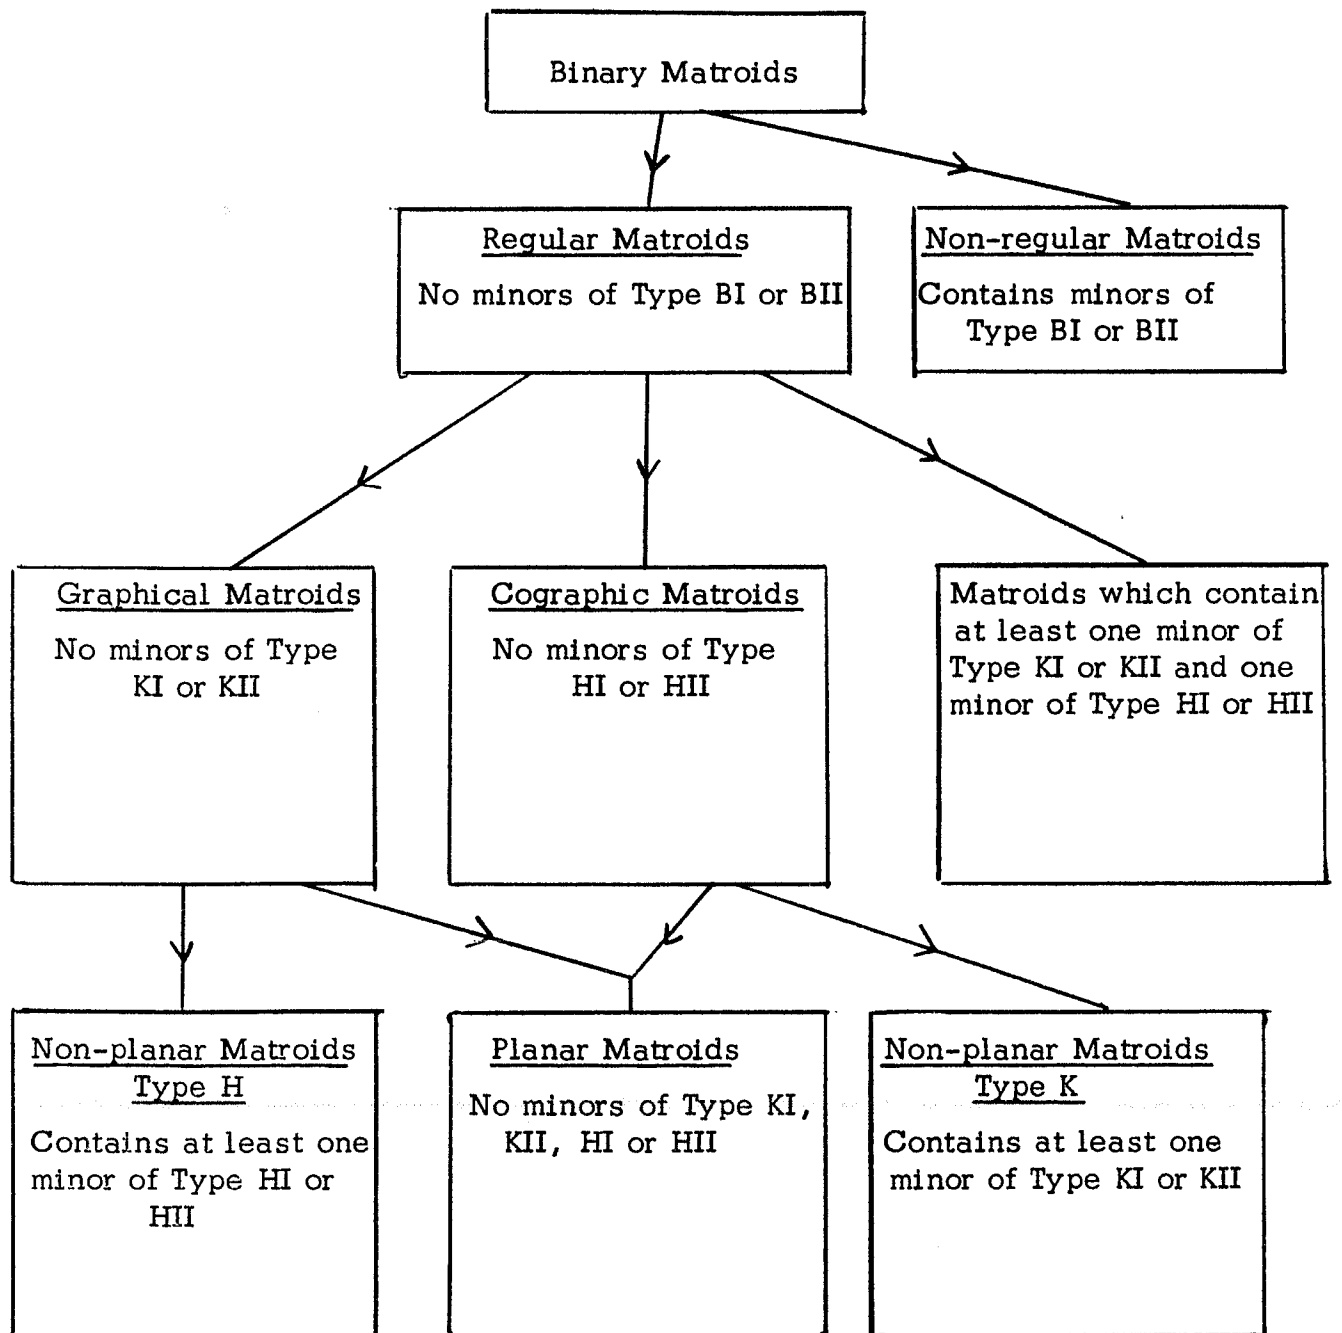 Binary Matroids
Regular Matroids
No minors of Type BI or BII
Non-regular Matroids
Contains minors of
Type BI or BII
Graphical Matroids
No minors of Type
KI or KII
Cographic Matroids
No minors of Type
HI or HII
Matroids which contain
at least one minor of
Type KI or KII and one
minor of Type HI or HII
Non-planar Matroids
Type H
Contains at least one
minor of Type HI or
HII
Planar Matroids
No minors of Type KI,
KII, HI or HII
Non-planar Matroids
Type K
Contains at least one
minor of Type KI or KII